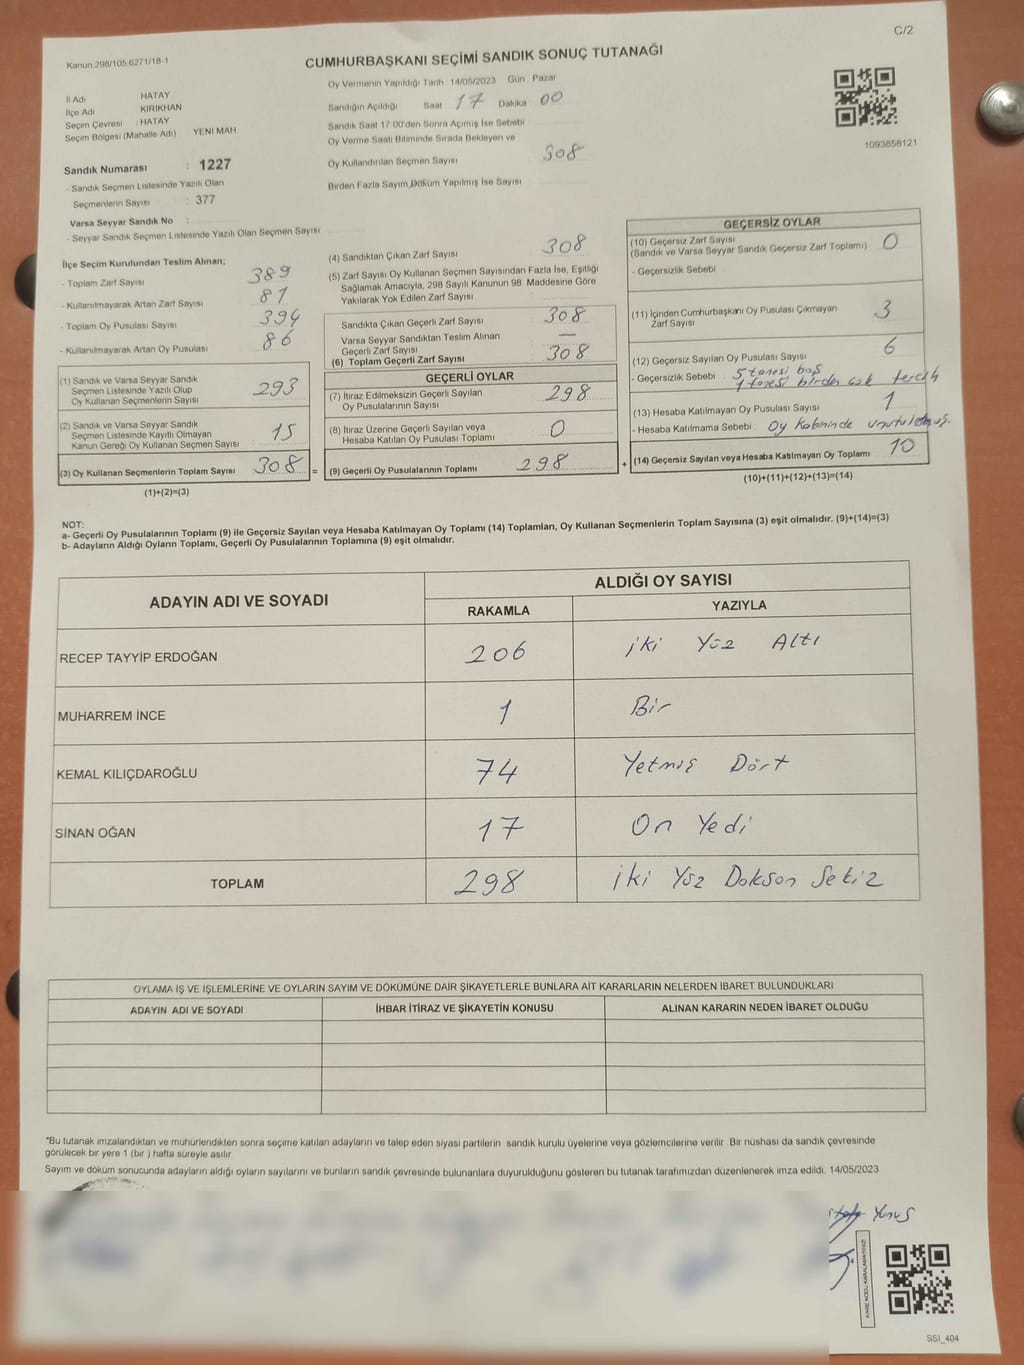 C/2
Kanun 298/105.6271/18-1
CUMHURBAŞKANI SEÇİMİ SANDIK SONUÇ TUTANAĞI
İl Adı HATAY
İlçe Adı KIRIKHAN
Seçim Çevresi : HATAY
Seçim Bölgesi (Mahalle Adı) YENİ MAH.
Sandık Numarası : 1227
- Sandık Seçmen Listesinde Yazılı Olan
Seçmenlerin Sayısı : 377
Varsa Seyyar Sandık No :
- Seyyar Sandık Seçmen Listesinde Yazılı Olan Seçmen Sayısı
Oy Vermenin Yapıldığı Tarih 14/05/2023 Gün Pazar
Sandığın Açıldığı Saat 17 Dakika 00
Sandık Saat 17 00'den Sonra Açımış İse Sebebi
Oy Verme Saati Bitiminde Sırada Bekleyen ve
Oy Kullandırılan Seçmen Sayısı 308
Birden Fazla Sayım,Döküm Yapılmış İse Sayısı
1093858121
İlçe Seçim Kurulundan Teslim Alınan;
- Toplam Zarf Sayısı 389
- Kullanılmayarak Artan Zarf Sayısı 81
- Toplam Oy Pusulası Sayısı 394
- Kullanılmayarak Artan Oy Pusulası 86
(1) Sandık ve Varsa Seyyar Sandık
Seçmen Listesinde Yazılı Olup
Oy Kullanan Seçmenlerin Sayısı 293
(2) Sandık ve Varsa Seyyar Sandık
Seçmen Listesinde Kayıtlı Olmayan
Kanun Gereği Oy Kullanan Seçmen Sayısı 15
(3) Oy Kullanan Seçmenlerin Toplam Sayısı 308 =
(1)+(2)=(3)
(4) Sandıktan Çıkan Zarf Sayısı 308
(5) Zarf Sayısı Oy Kullanan Seçmen Sayısından Fazla İse, Eşitliği
Sağlamak Amacıyla, 298 Sayılı Kanunun 98. Maddesine Göre
Yakılarak Yok Edilen Zarf Sayısı
Sandıkta Çıkan Geçerli Zarf Sayısı 308
Varsa Seyyar Sandıktan Teslim Alınan
Geçerli Zarf Sayısı —
(6) Toplam Geçerli Zarf Sayısı 308
GEÇERLİ OYLAR
(7) İtiraz Edilmeksizin Geçerli Sayılan
Oy Pusulalarının Sayısı 298
(8) İtiraz Üzerine Geçerli Sayılan veya
Hesaba Katılan Oy Pusulası Toplamı 0
(9) Geçerli Oy Pusulalarının Toplamı 298 +
GEÇERSİZ OYLAR
(10) Geçersiz Zarf Sayısı
(Sandık ve Varsa Seyyar Sandık Geçersiz Zarf Toplamı) 0
- Geçersizlik Sebebi
(11) İçinden Cumhurbaşkanı Oy Pusulası Çıkmayan
Zarf Sayısı 3
(12) Geçersiz Sayılan Oy Pusulası Sayısı 6
- Geçersizlik Sebebi 5 tanesi boş
1 tanesi birden çok tercih
(13) Hesaba Katılmayan Oy Pusulası Sayısı 1
- Hesaba Katılmama Sebebi Oy Kabininde unutulmuş.
(14) Geçersiz Sayılan veya Hesaba Katılmayan Oy Toplamı 10
(10)+(11)+(12)+(13)=(14)
NOT:
a- Geçerli Oy Pusulalarının Toplamı (9) ile Geçersiz Sayılan veya Hesaba Katılmayan Oy Toplamı (14) Toplamları, Oy Kullanan Seçmenlerin Toplam Sayısına (3) eşit olmalıdır. (9)+(14)=(3)
b- Adayların Aldığı Oyların Toplamı, Geçerli Oy Pusulalarının Toplamına (9) eşit olmalıdır.
ADAYIN ADI VE SOYADI ALDIĞI OY SAYISI
RAKAMLA YAZIYLA
RECEP TAYYİP ERDOĞAN 206 iki Yüz Altı
MUHARREM İNCE 1 Bir
KEMAL KILIÇDAROĞLU 74 Yetmiş Dört
SİNAN OĞAN 17 On Yedi
TOPLAM 298 iki Yüz Doksan Sekiz
OYLAMA İŞ VE İŞLEMLERİNE VE OYLARIN SAYIM VE DÖKÜMÜNE DAİR ŞİKAYETLERLE BUNLARA AİT KARARLARIN NELERDEN İBARET BULUNDUKLARI
ADAYIN ADI VE SOYADI İHBAR İTİRAZ VE ŞİKAYETİN KONUSU ALINAN KARARIN NEDEN İBARET OLDUĞU
*Bu tutanak imzalandıktan ve mühürlendikten sonra seçime katılan adayların ve talep eden siyasi partilerin sandık kurulu üyelerine veya gözlemcilerine verilir. Bir nüshası da sandık çevresinde
görülecek bir yere 1 (bir) hafta süreyle asılır.
Sayım ve döküm sonucunda adayların aldığı oyların sayılarını ve bunların sandık çevresinde bulunanlara duyurulduğunu gösteren bu tutanak tarafımızdan düzenlenerek imza edildi. 14/05/2023
Yunus
KARE KODU KARALAMAYINIZ!
SSI_404